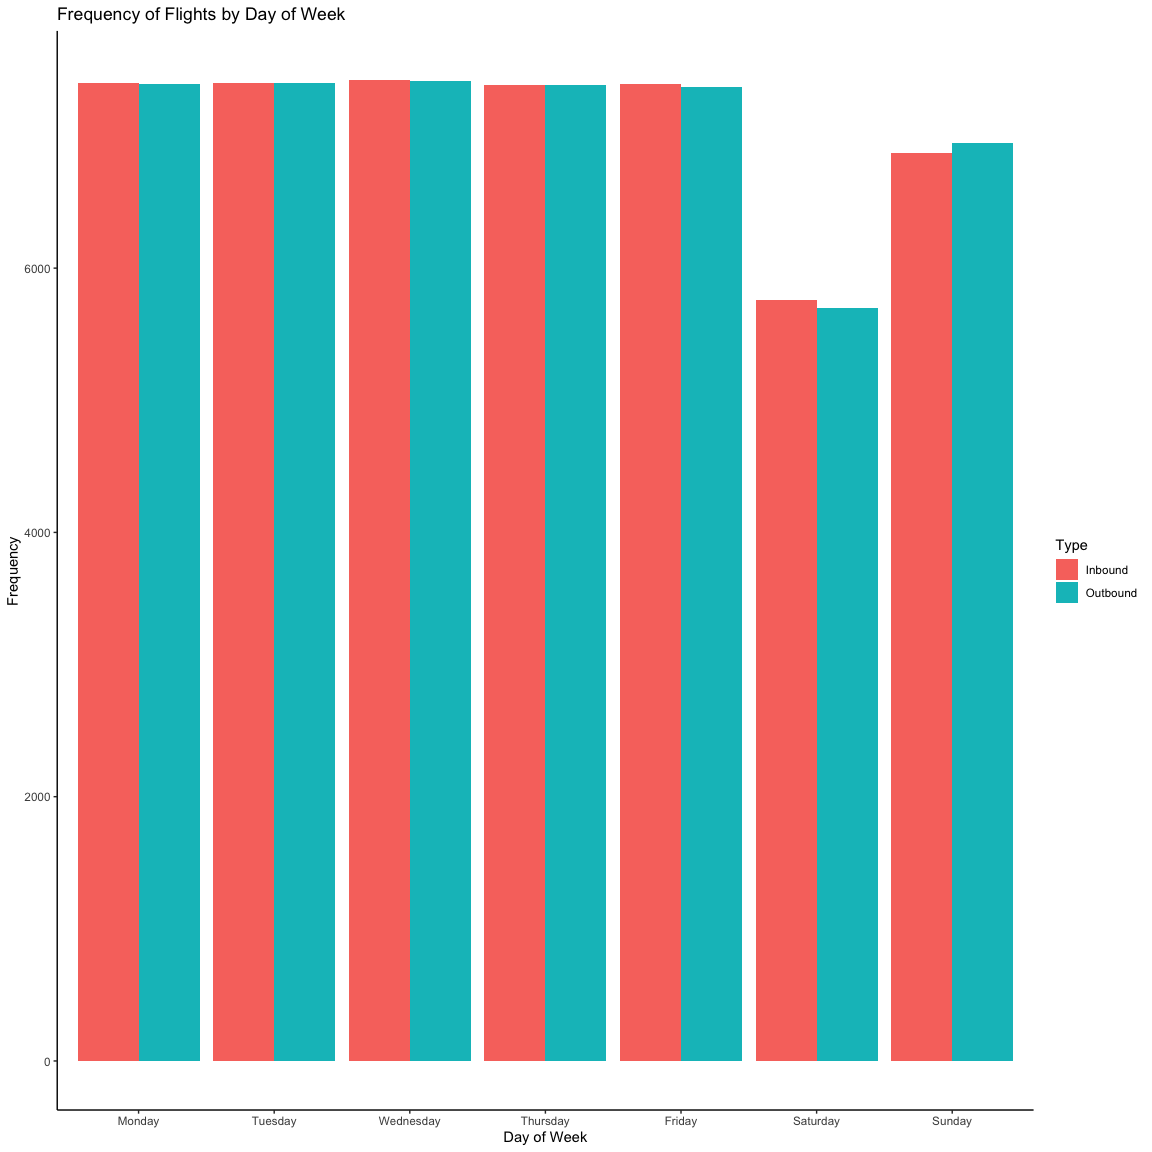 Frequency of Flights by Day of Week
Frequency
6000
4000
2000
0
Monday Tuesday Wednesday Thursday Friday Saturday Sunday
Day of Week
Type
Inbound
Outbound